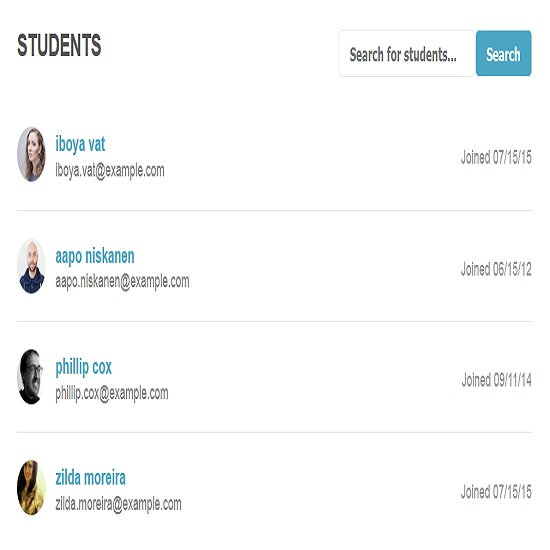 STUDENTS
Search for students...
Search
iboya vat
iboya.vat@example.com
Joined 07/15/15
aapo niskanen
aapo.niskanen@example.com
Joined 06/15/12
phillip cox
phillip.cox@example.com
Joined 09/11/14
zilda moreira
zilda.moreira@example.com
Joined 07/15/15